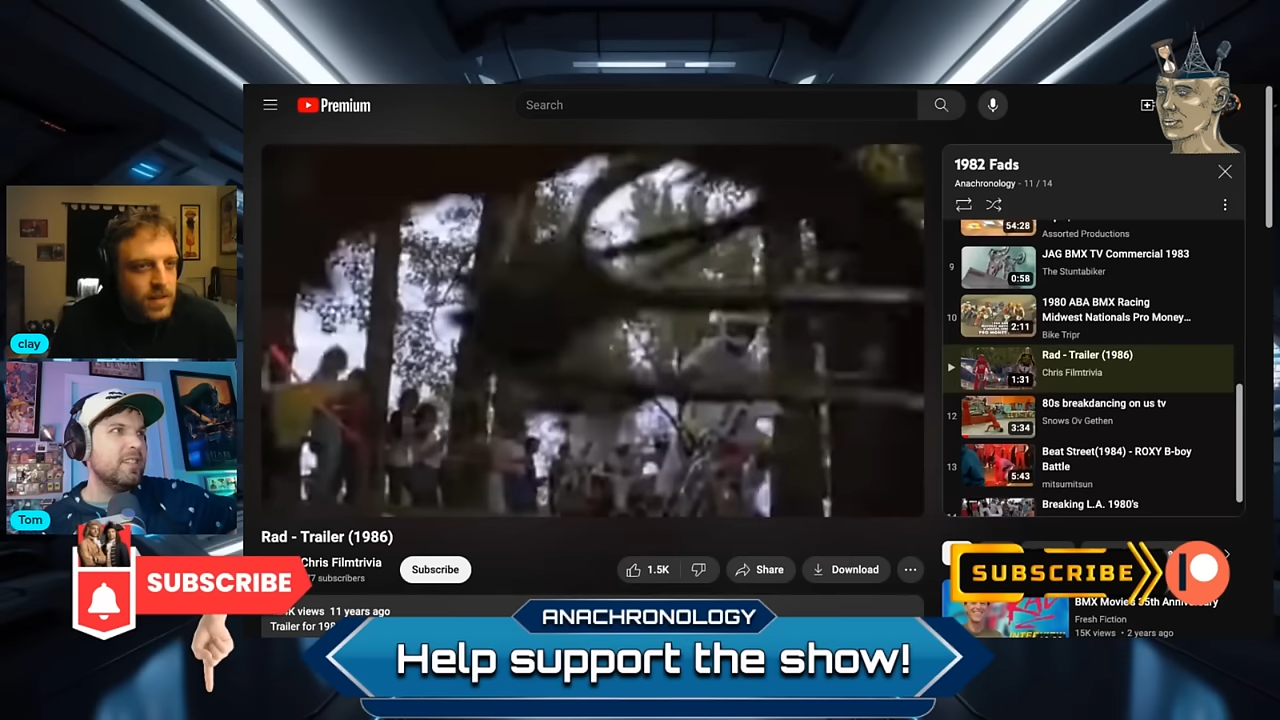 Premium
Search
1982 Fads
Anachronology - 11 / 14
54:28
Assorted Productions
9
JAG BMX TV Commercial 1983
The Stuntabiker
0:58
10
1980 ABA BMX Racing
Midwest Nationals Pro Money...
Bike Tripr
2:11
Rad - Trailer (1986)
Chris Filmtrivia
1:31
12
80s breakdancing on us tv
Snows Ov Gethen
3:34
13
Beat Street(1984) - ROXY B-boy
Battle
mitsumitsun
5:43
Breaking L.A. 1980's
clay
Tom
Rad - Trailer (1986)
Chris Filmtrivia
subscribers
Subscribe
1.5K
Share
Download
SUBSCRIBE
SUBSCRIBE
views 11 years ago
Trailer for
BMX Movie's 35th
Fresh Fiction
15K views • 2 years ago
ANACHRONOLOGY
Help support the show!